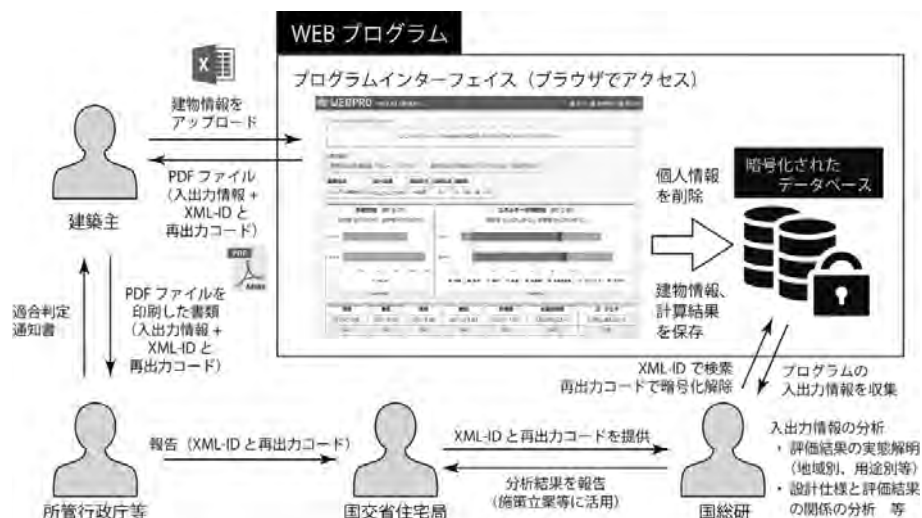 WEB プログラム
プログラムインターフェイス（ブラウザでアクセス）
X
建物情報を
アップロード
PDF ファイル
（入出力情報 +
XML-ID と
再出力コード）
建築主
WEBPRO
個人情報
を削除
暗号化された
データベース
建物情報、
計算結果
を保存
PDF
適合判定
通知書
PDF ファイルを
印刷した書類
（入出力情報 +
XML-ID と
再出力コード）
XML-ID で検索
再出力コードで暗号化解除
プログラムの
入出力情報を収集
報告（XML-ID と再出力コード）
XML-ID と再出力コードを提供
分析結果を報告
（施策立案等に活用）
入出力情報の分析
・評価結果の実態解明
（地域別、用途別等）
・設計仕様と評価結果
の関係の分析　等
所管行政庁等
国交省住宅局
国総研